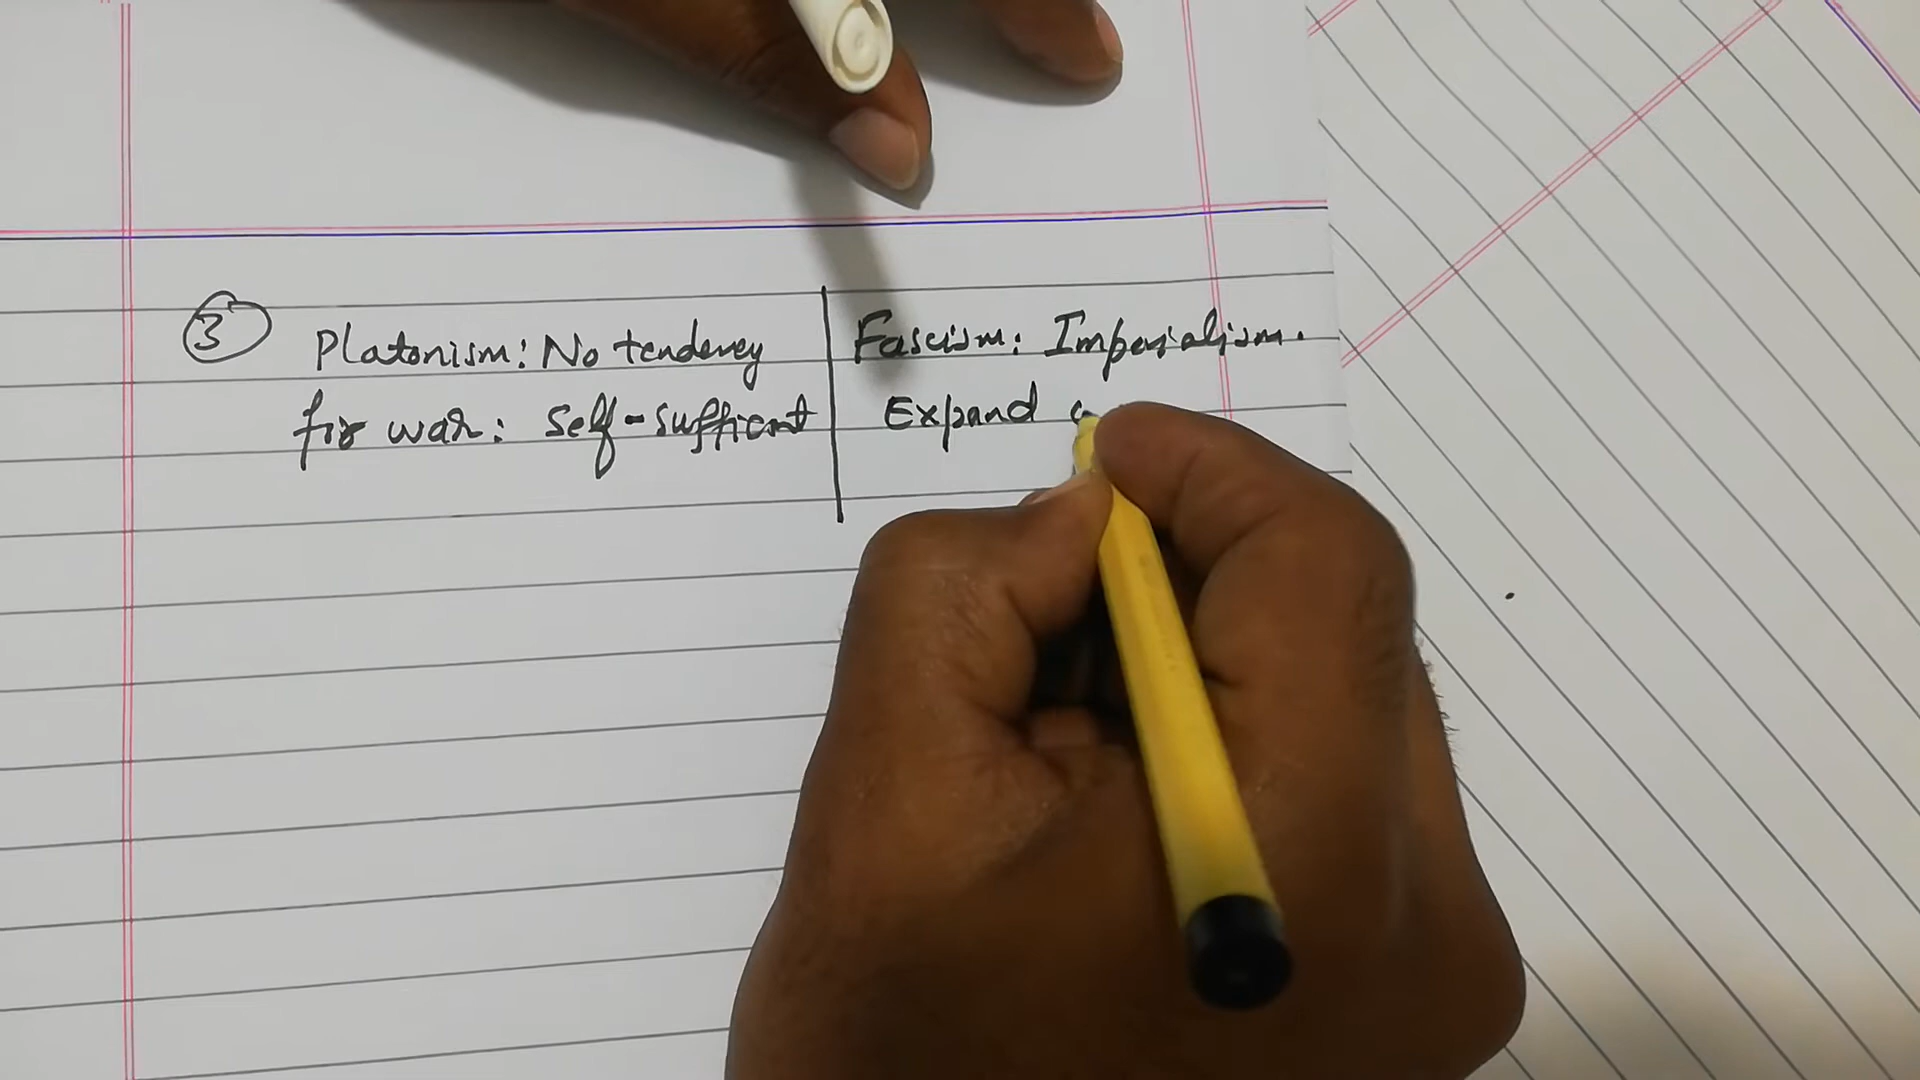 3 Platonism: No tendency
for war: self-sufficient
Fascism: Imperialism.
Expand